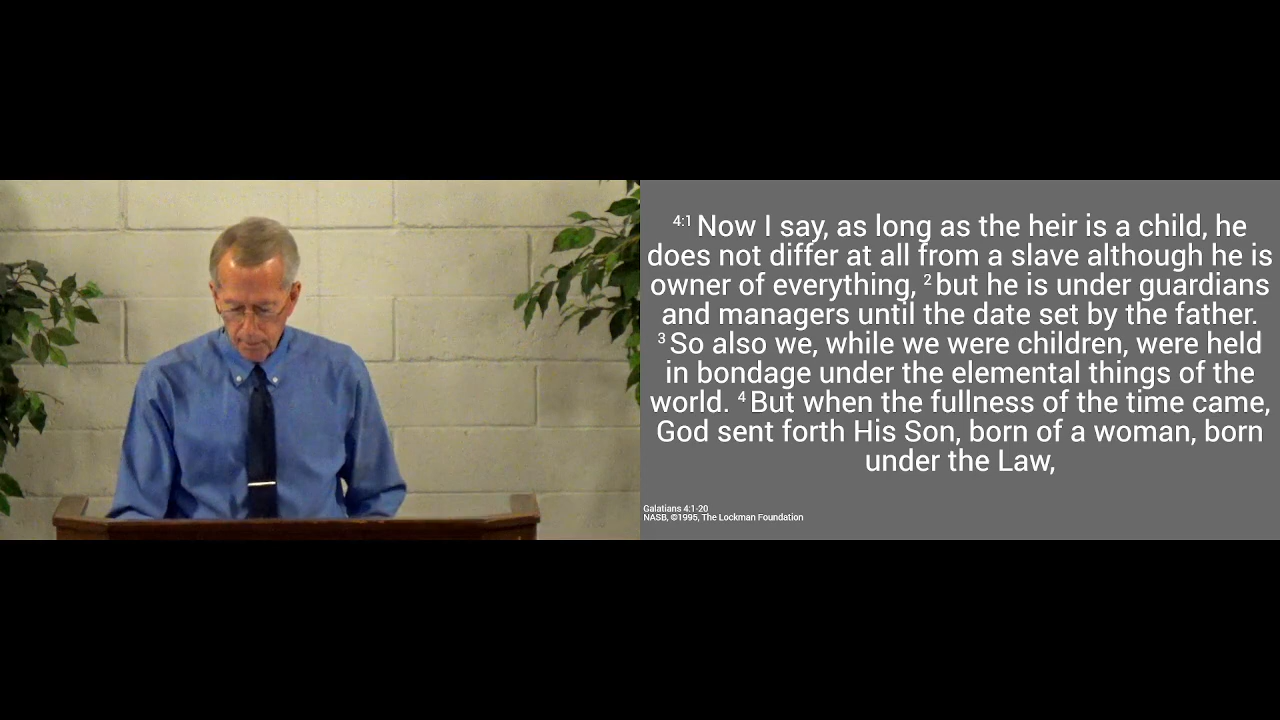 4:1 Now I say, as long as the heir is a child, he
does not differ at all from a slave although he is
owner of everything, 2 but he is under guardians
and managers until the date set by the father.
3 So also we, while we were children, were held
in bondage under the elemental things of the
world. 4 But when the fullness of the time came,
God sent forth His Son, born of a woman, born
under the Law,
Galatians 4:1-20
NASB, ©1995, The Lockman Foundation